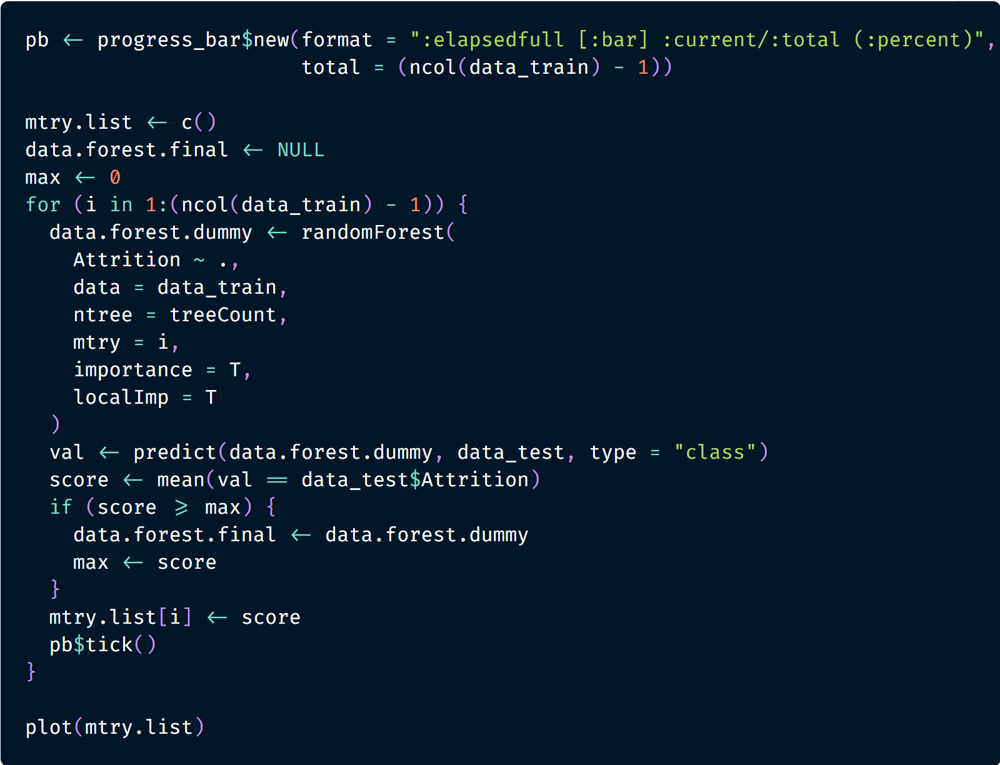 pb <- progress_bar$new(format = ":elapsedfull [:bar] :current/:total (:percent)",
                       total = (ncol(data_train) - 1))

mtry.list <- c()
data.forest.final <- NULL
max <- 0
for (i in 1:(ncol(data_train) - 1)) {
  data.forest.dummy <- randomForest(
    Attrition ~ .,
    data = data_train,
    ntree = treeCount,
    mtry = i,
    importance = T,
    localImp = T
  )
  val <- predict(data.forest.dummy, data_test, type = "class")
  score <- mean(val == data_test$Attrition)
  if (score >= max) {
    data.forest.final <- data.forest.dummy
    max <- score
  }
  mtry.list[i] <- score
  pb$tick()
}

plot(mtry.list)